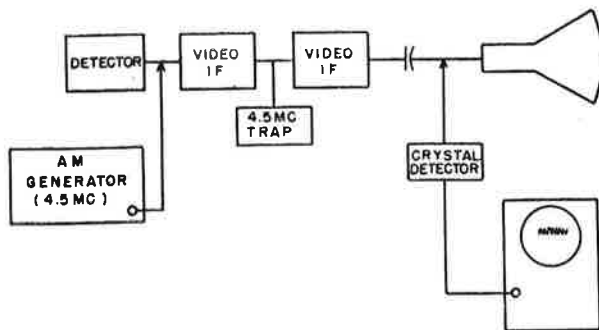 DETECTOR
VIDEO
IF
VIDEO
IF
4.5MC
TRAP
AM
GENERATOR
(4.5MC)
CRYSTAL
DETECTOR